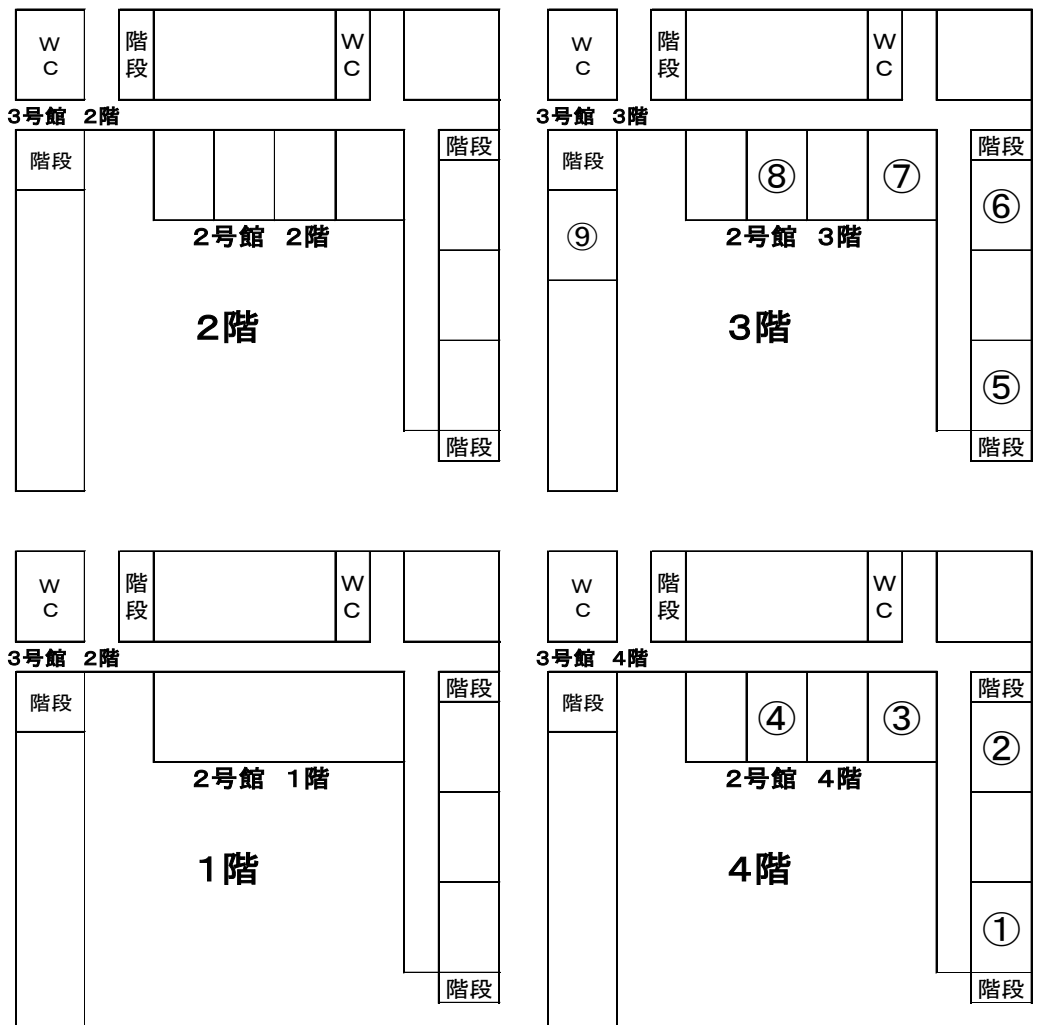 W
C
階
段
W
C
3号館 2階
階段
階段
2号館 2階
2階
階段
W
C
階
段
W
C
3号館 3階
階段
⑧
⑦
階段
⑥
⑨
2号館 3階
3階
⑤
階段
W
C
階
段
W
C
3号館 2階
階段
階段
2号館 1階
1階
階段
W
C
階
段
W
C
3号館 4階
階段
④
③
階段
②
2号館 4階
4階
①
階段